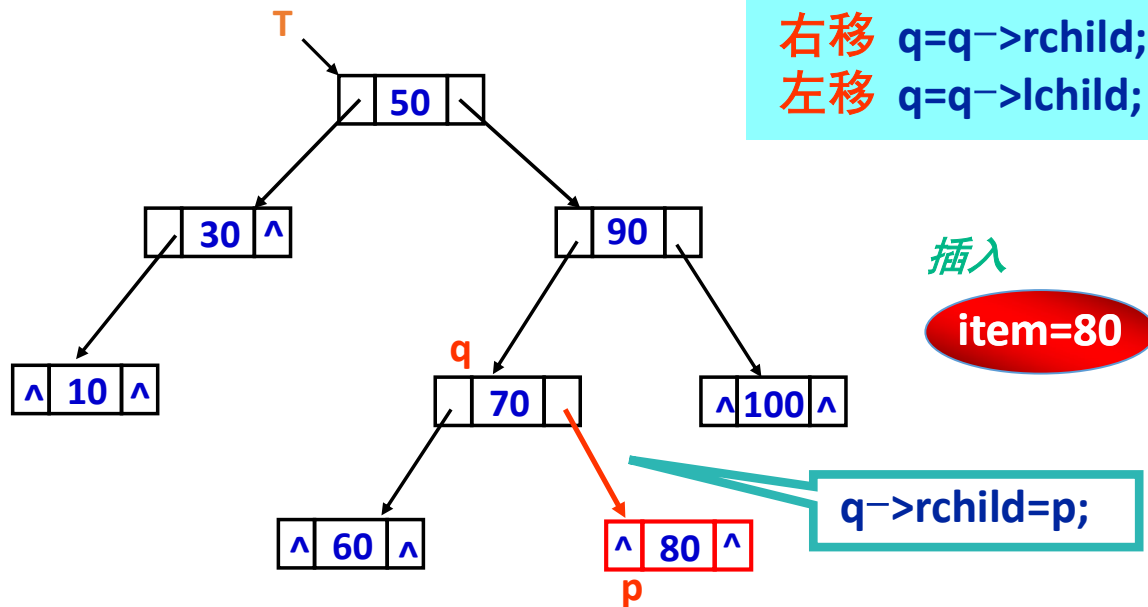 T
右移 q=q->rchild;
左移 q=q->lchild;
50
30 ^
90
插入
item=80
q
^ 10 ^
70
^ 100 ^
q->rchild=p;
^ 60 ^
^ 80 ^
p